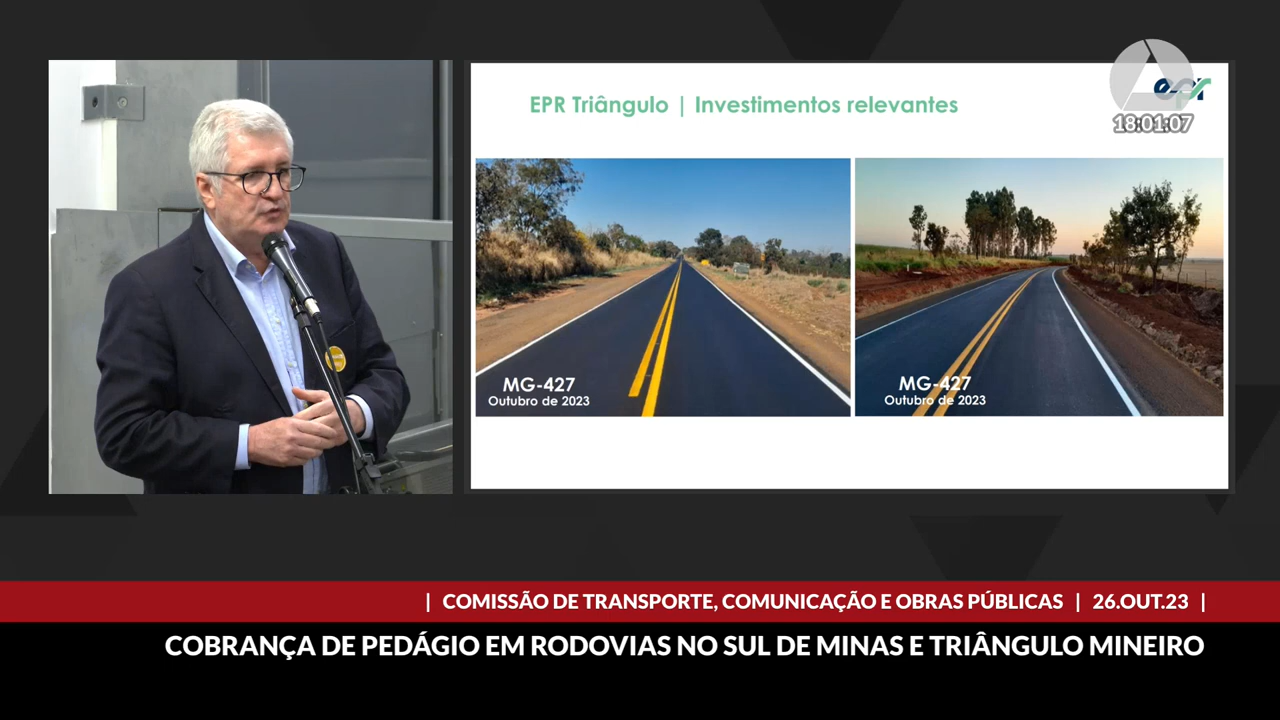 EPR Triângulo | Investimentos relevantes
epr
18:01:07
MG-427
Outubro de 2023
MG-427
Outubro de 2023
| COMISSÃO DE TRANSPORTE, COMUNICAÇÃO E OBRAS PÚBLICAS | 26.OUT.23 |
COBRANÇA DE PEDÁGIO EM RODOVIAS NO SUL DE MINAS E TRIÂNGULO MINEIRO